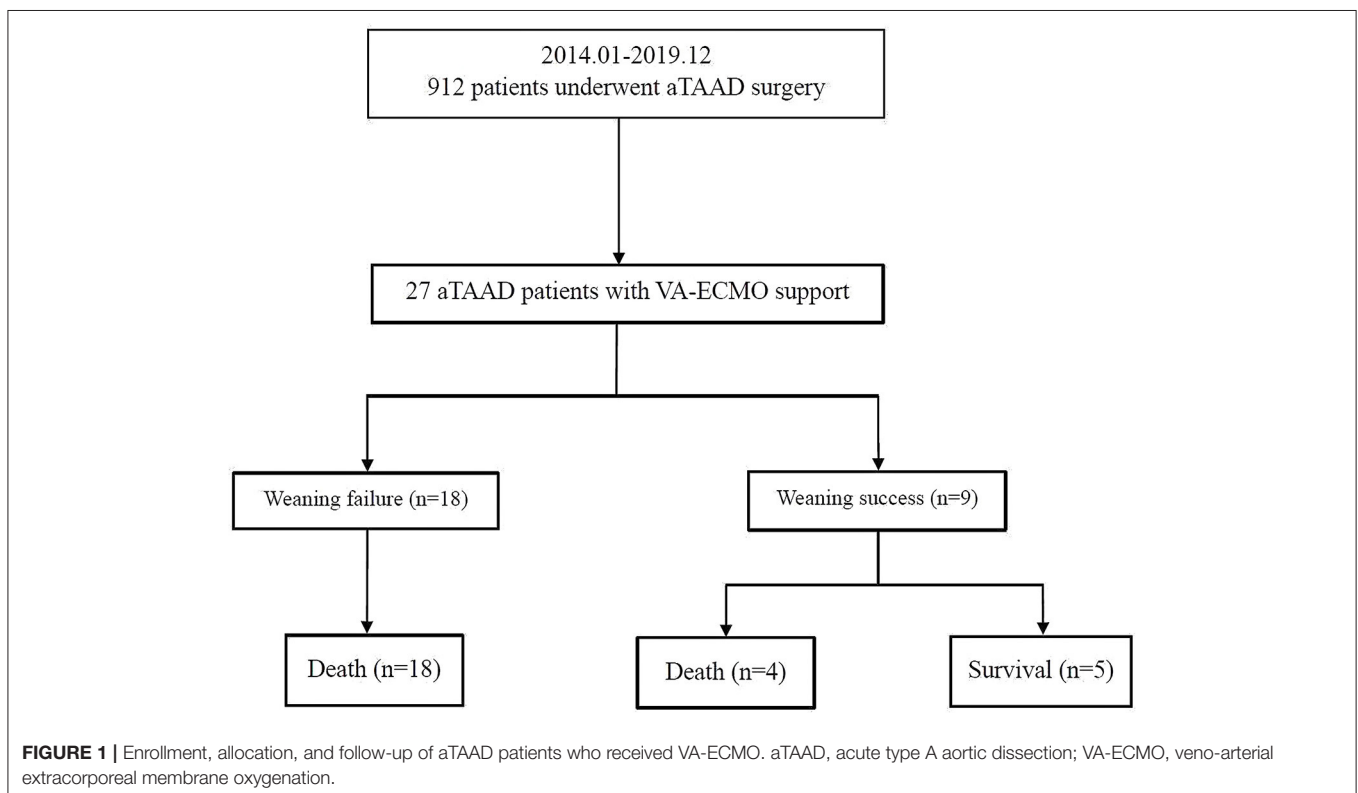 2014.01-2019.12
912 patients underwent aTAAD surgery
27 aTAAD patients with VA-ECMO support
Weaning failure (n=18)
Weaning success (n=9)
Death (n=18)
Death (n=4)
Survival (n=5)
FIGURE 1 | Enrollment, allocation, and follow-up of aTAAD patients who received VA-ECMO. aTAAD, acute type A aortic dissection; VA-ECMO, veno-arterial
extracorporeal membrane oxygenation.